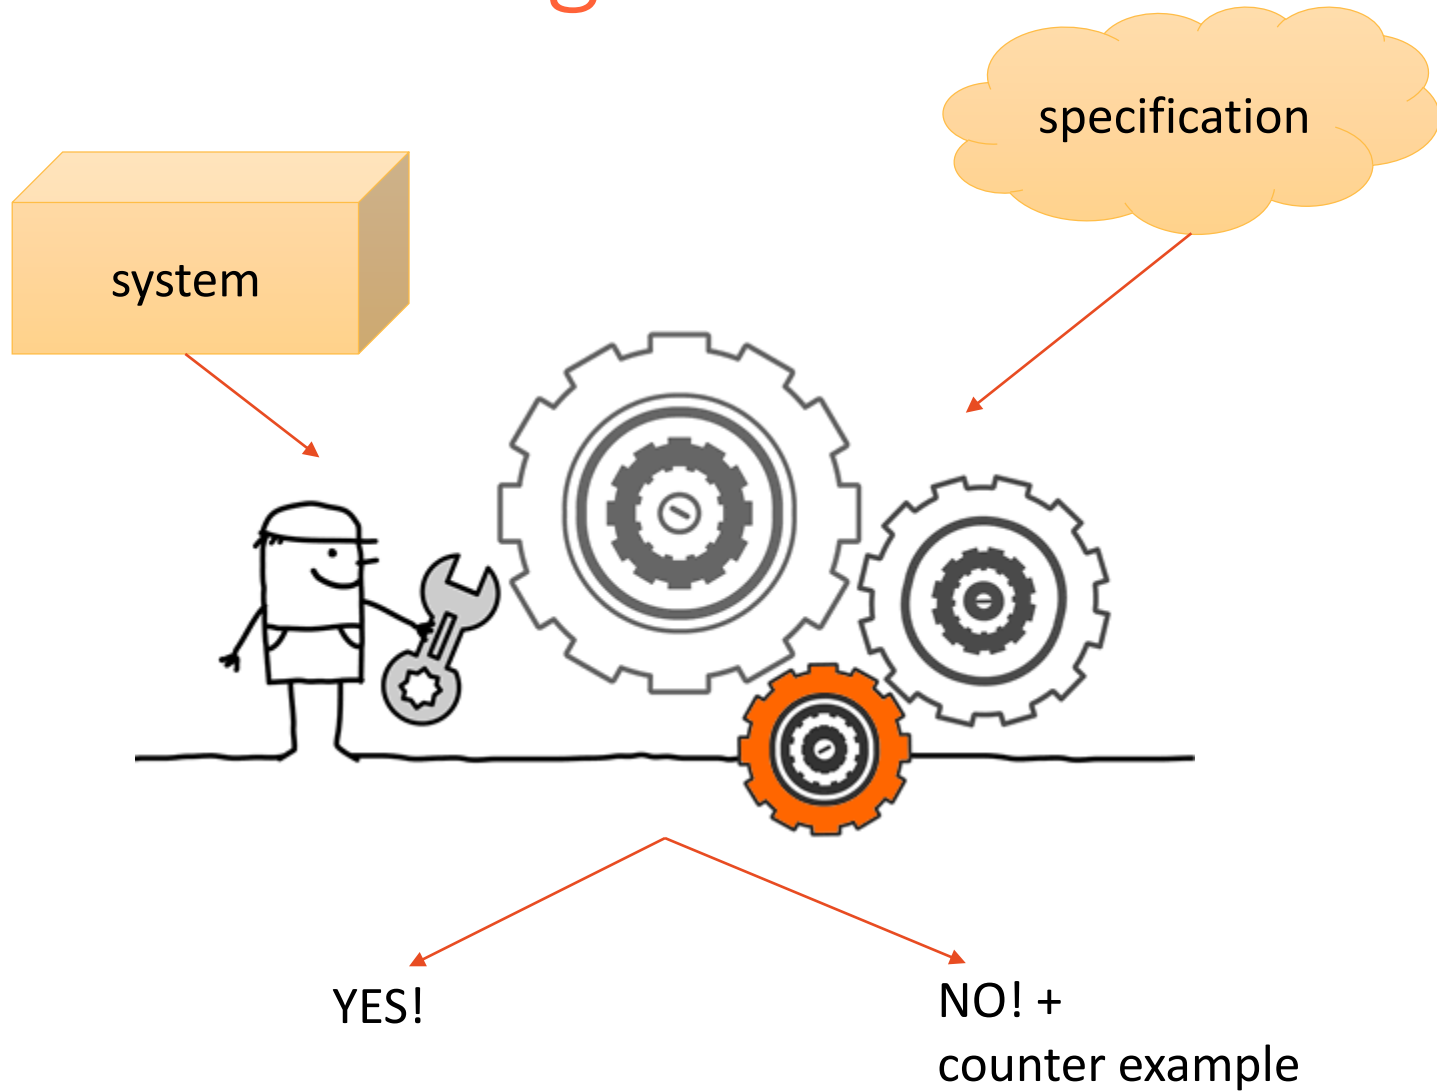 specification
system
YES!
NO! +
counter example